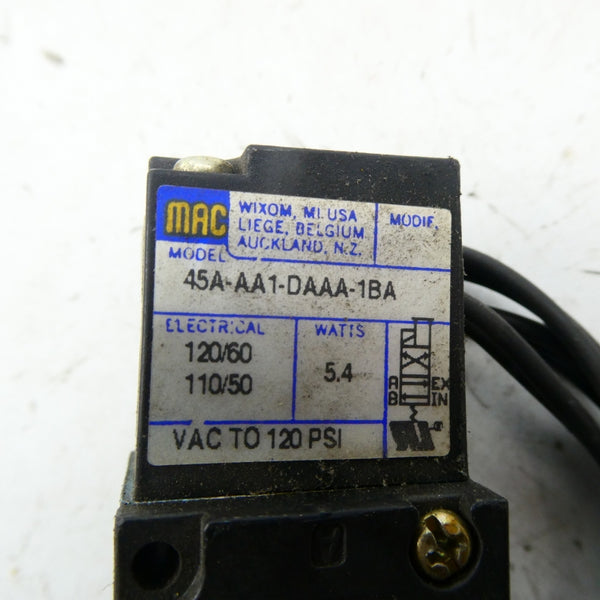 MAC
WIXOM, MI. USA
LIEGE, BELGIUM
AUCKLAND, N.Z.
MODIF.
MODEL
45A-AA1-DAAA-1BA
ELECTRICAL
WATTS
120/60
110/50
5.4
A EX
B IN
VAC TO 120 PSI
A